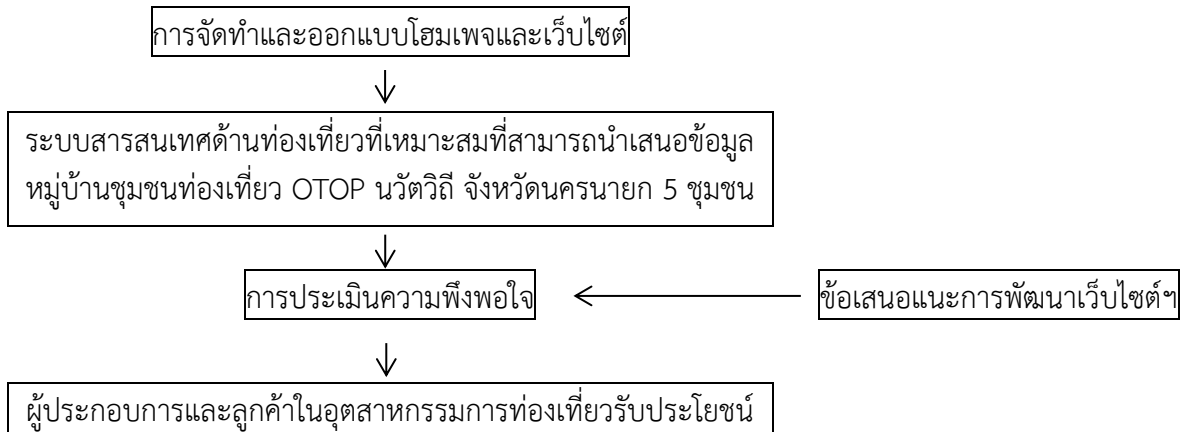 การจัดทำและออกแบบโฮมเพจและเว็บไซต์
ระบบสารสนเทศด้านท่องเที่ยวที่เหมาะสมที่สามารถนำเสนอข้อมูล
หมู่บ้านชุมชนท่องเที่ยว OTOP นวัตวิถี จังหวัดนครนายก 5 ชุมชน
การประเมินความพึงพอใจ
ข้อเสนอแนะการพัฒนาเว็บไซต์ฯ
ผู้ประกอบการและลูกค้าในอุตสาหกรรมการท่องเที่ยวรับประโยชน์